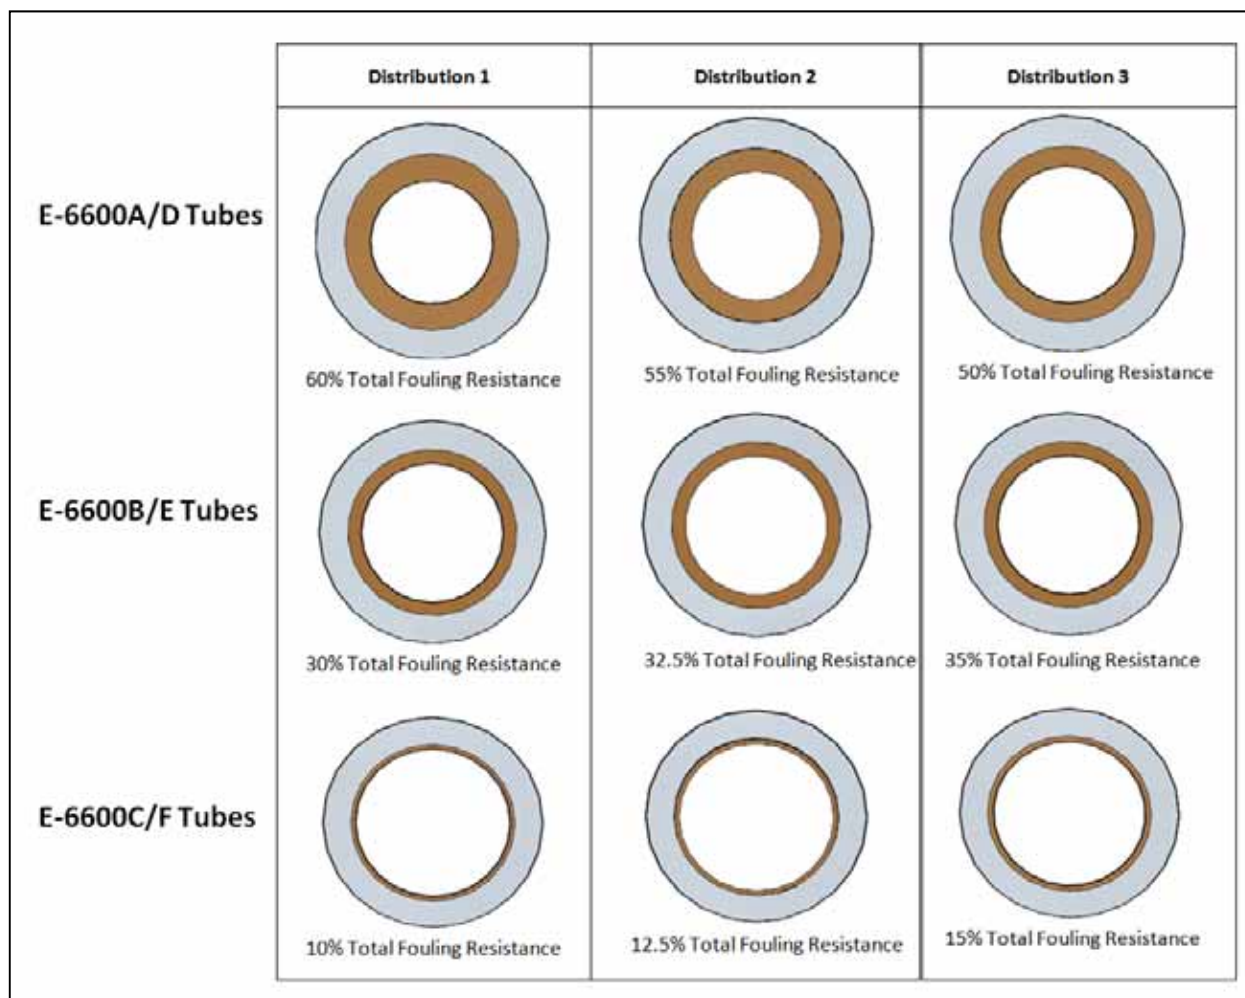 Distribution 1 Distribution 2 Distribution 3
E-6600A/D Tubes
60% Total Fouling Resistance 55% Total Fouling Resistance 50% Total Fouling Resistance
E-6600B/E Tubes
30% Total Fouling Resistance 32.5% Total Fouling Resistance 35% Total Fouling Resistance
E-6600C/F Tubes
10% Total Fouling Resistance 12.5% Total Fouling Resistance 15% Total Fouling Resistance